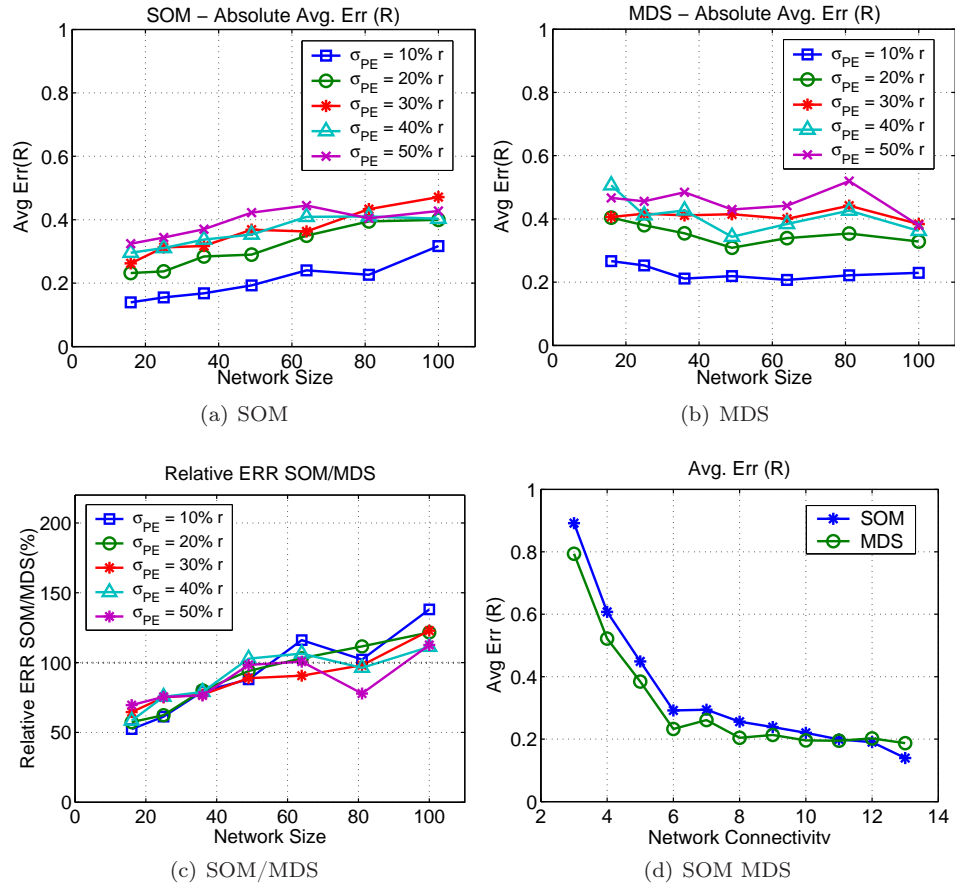 SOM – Absolute Avg. Err (R)
1
0.8
0.6
0.4
0.2
0
Avg Err(R)
σPE = 10% r
σPE = 20% r
σPE = 30% r
σPE = 40% r
σPE = 50% r
0 20 40 60 80 100
Network Size
(a) SOM
MDS – Absolute Avg. Err (R)
1
0.8
0.6
0.4
0.2
0
Avg Err(R)
σPE = 10% r
σPE = 20% r
σPE = 30% r
σPE = 40% r
σPE = 50% r
0 20 40 60 80 100
Network Size
(b) MDS
Relative ERR SOM/MDS
200
150
100
50
0
Relative ERR SOM/MDS(%)
σPE = 10% r
σPE = 20% r
σPE = 30% r
σPE = 40% r
σPE = 50% r
0 20 40 60 80 100
Network Size
(c) SOM/MDS
Avg. Err (R)
1
0.8
0.6
0.4
0.2
0
Avg Err (R)
SOM
MDS
2 4 6 8 10 12 14
Network Connectivity
(d) SOM MDS